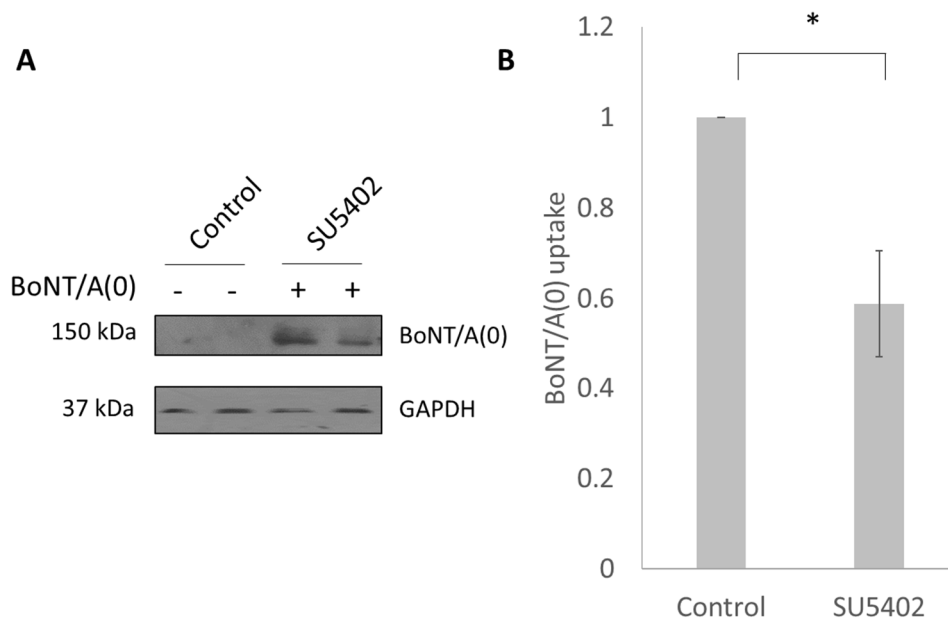 A
Control
SU5402
BoNT/A(0)
- - + +
150 kDa
BoNT/A(0)
37 kDa
GAPDH
B
*
1.2
1
0.8
0.6
0.4
0.2
0
BoNT/A(0) uptake
Control
SU5402